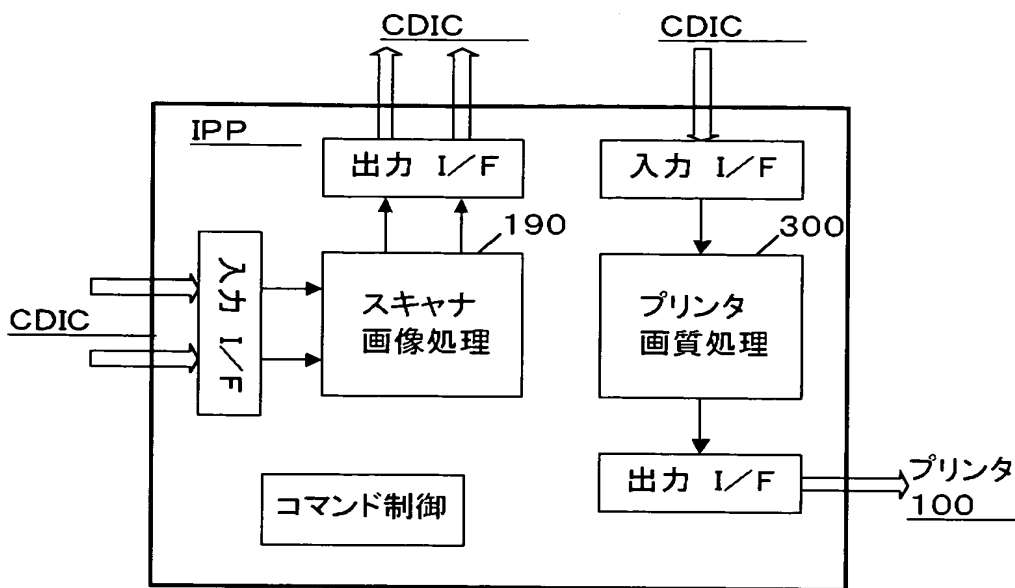 CDIC
CDIC
IPP
出力 I／F
入力 I／F
190
300
入力 I／F
スキャナ
画像処理
プリンタ
画質処理
CDIC
出力 I／F
プリンタ
100
コマンド制御